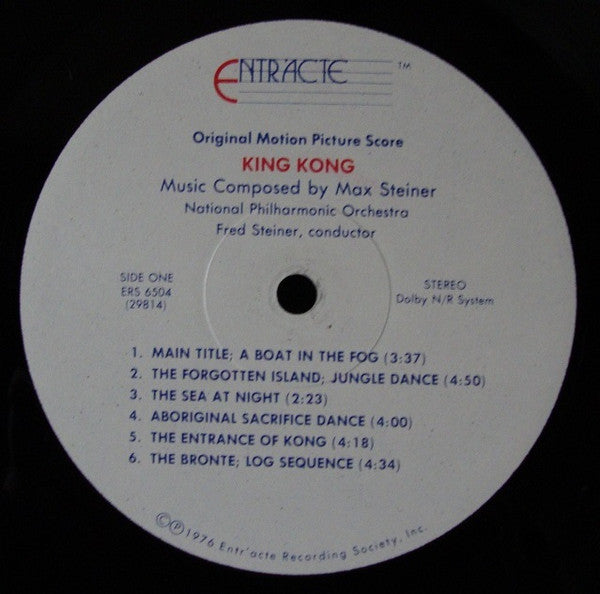 ENTRACTE ™
Original Motion Picture Score
KING KONG
Music Composed by Max Steiner
National Philharmonic Orchestra
Fred Steiner, conductor
SIDE ONE
ERS 6504
(29814)
STEREO
Dolby N/R System
1. MAIN TITLE; A BOAT IN THE FOG (3:37)
2. THE FORGOTTEN ISLAND; JUNGLE DANCE (4:50)
3. THE SEA AT NIGHT (2:23)
4. ABORIGINAL SACRIFICE DANCE (4:00)
5. THE ENTRANCE OF KONG (4:18)
6. THE BRONTE; LOG SEQUENCE (4:34)
©℗1976 Entr'acte Recording Society, Inc.